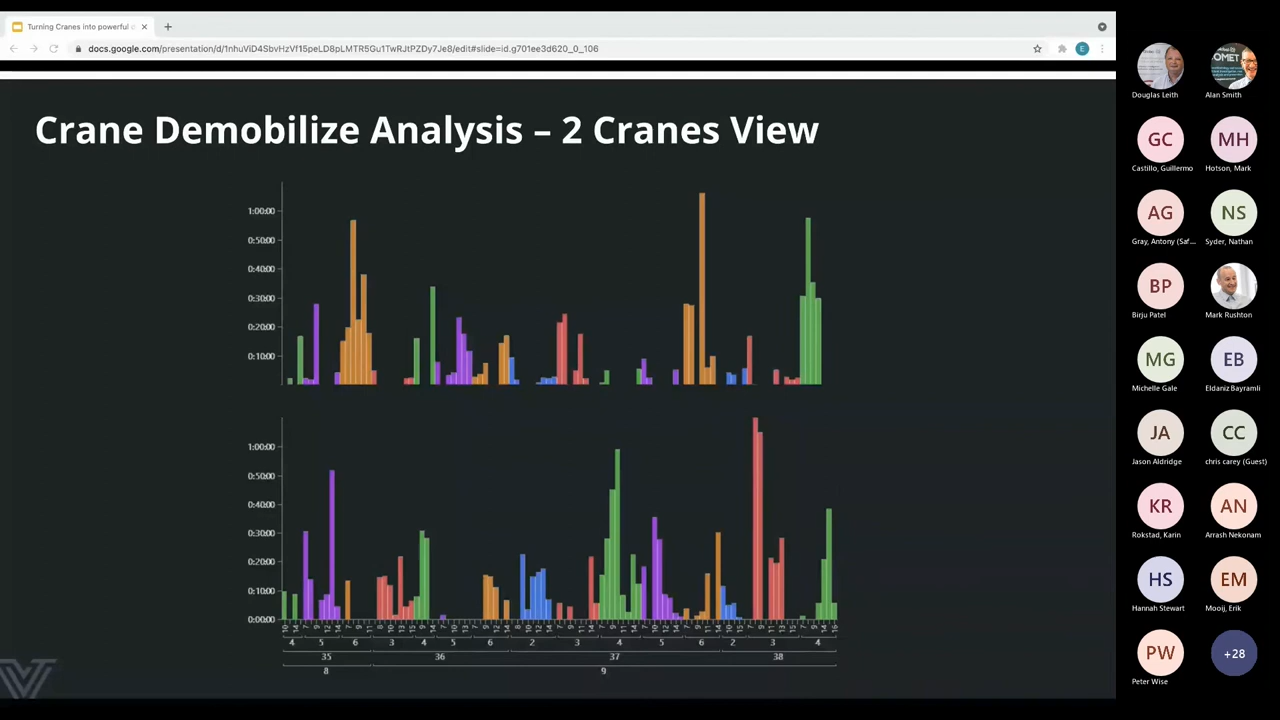 Turning Cranes into powerful d
docs.google.com/presentation/d/1nhuViD4SbvHzVf15peLD8pLMTR5Gu1TwRJtPZDy7Je8/edit#slide=id.g701ee3d620_0_106
E
Crane Demobilize Analysis – 2 Cranes View
1:00:00
0:50:00
0:40:00
0:30:00
0:20:00
0:10:00
1:00:00
0:50:00
0:40:00
0:30:00
0:20:00
0:10:00
0:00:00
4 5 6 3 4 5 6 2 3 4 5 6 2 3 4
35 36 37 38
8 9
Douglas Leith
OMET
Alan Smith
GC
Castillo, Guillermo
MH
Hotson, Mark
AG
Gray, Antony (Saf...
NS
Syder, Nathan
BP
Birju Patel
Mark Rushton
MG
Michelle Gale
EB
Eldaniz Bayramli
JA
Jason Aldridge
CC
chris carey (Guest)
KR
Rokstad, Karin
AN
Arrash Nekonam
HS
Hannah Stewart
EM
Mooij, Erik
PW
Peter Wise
+28